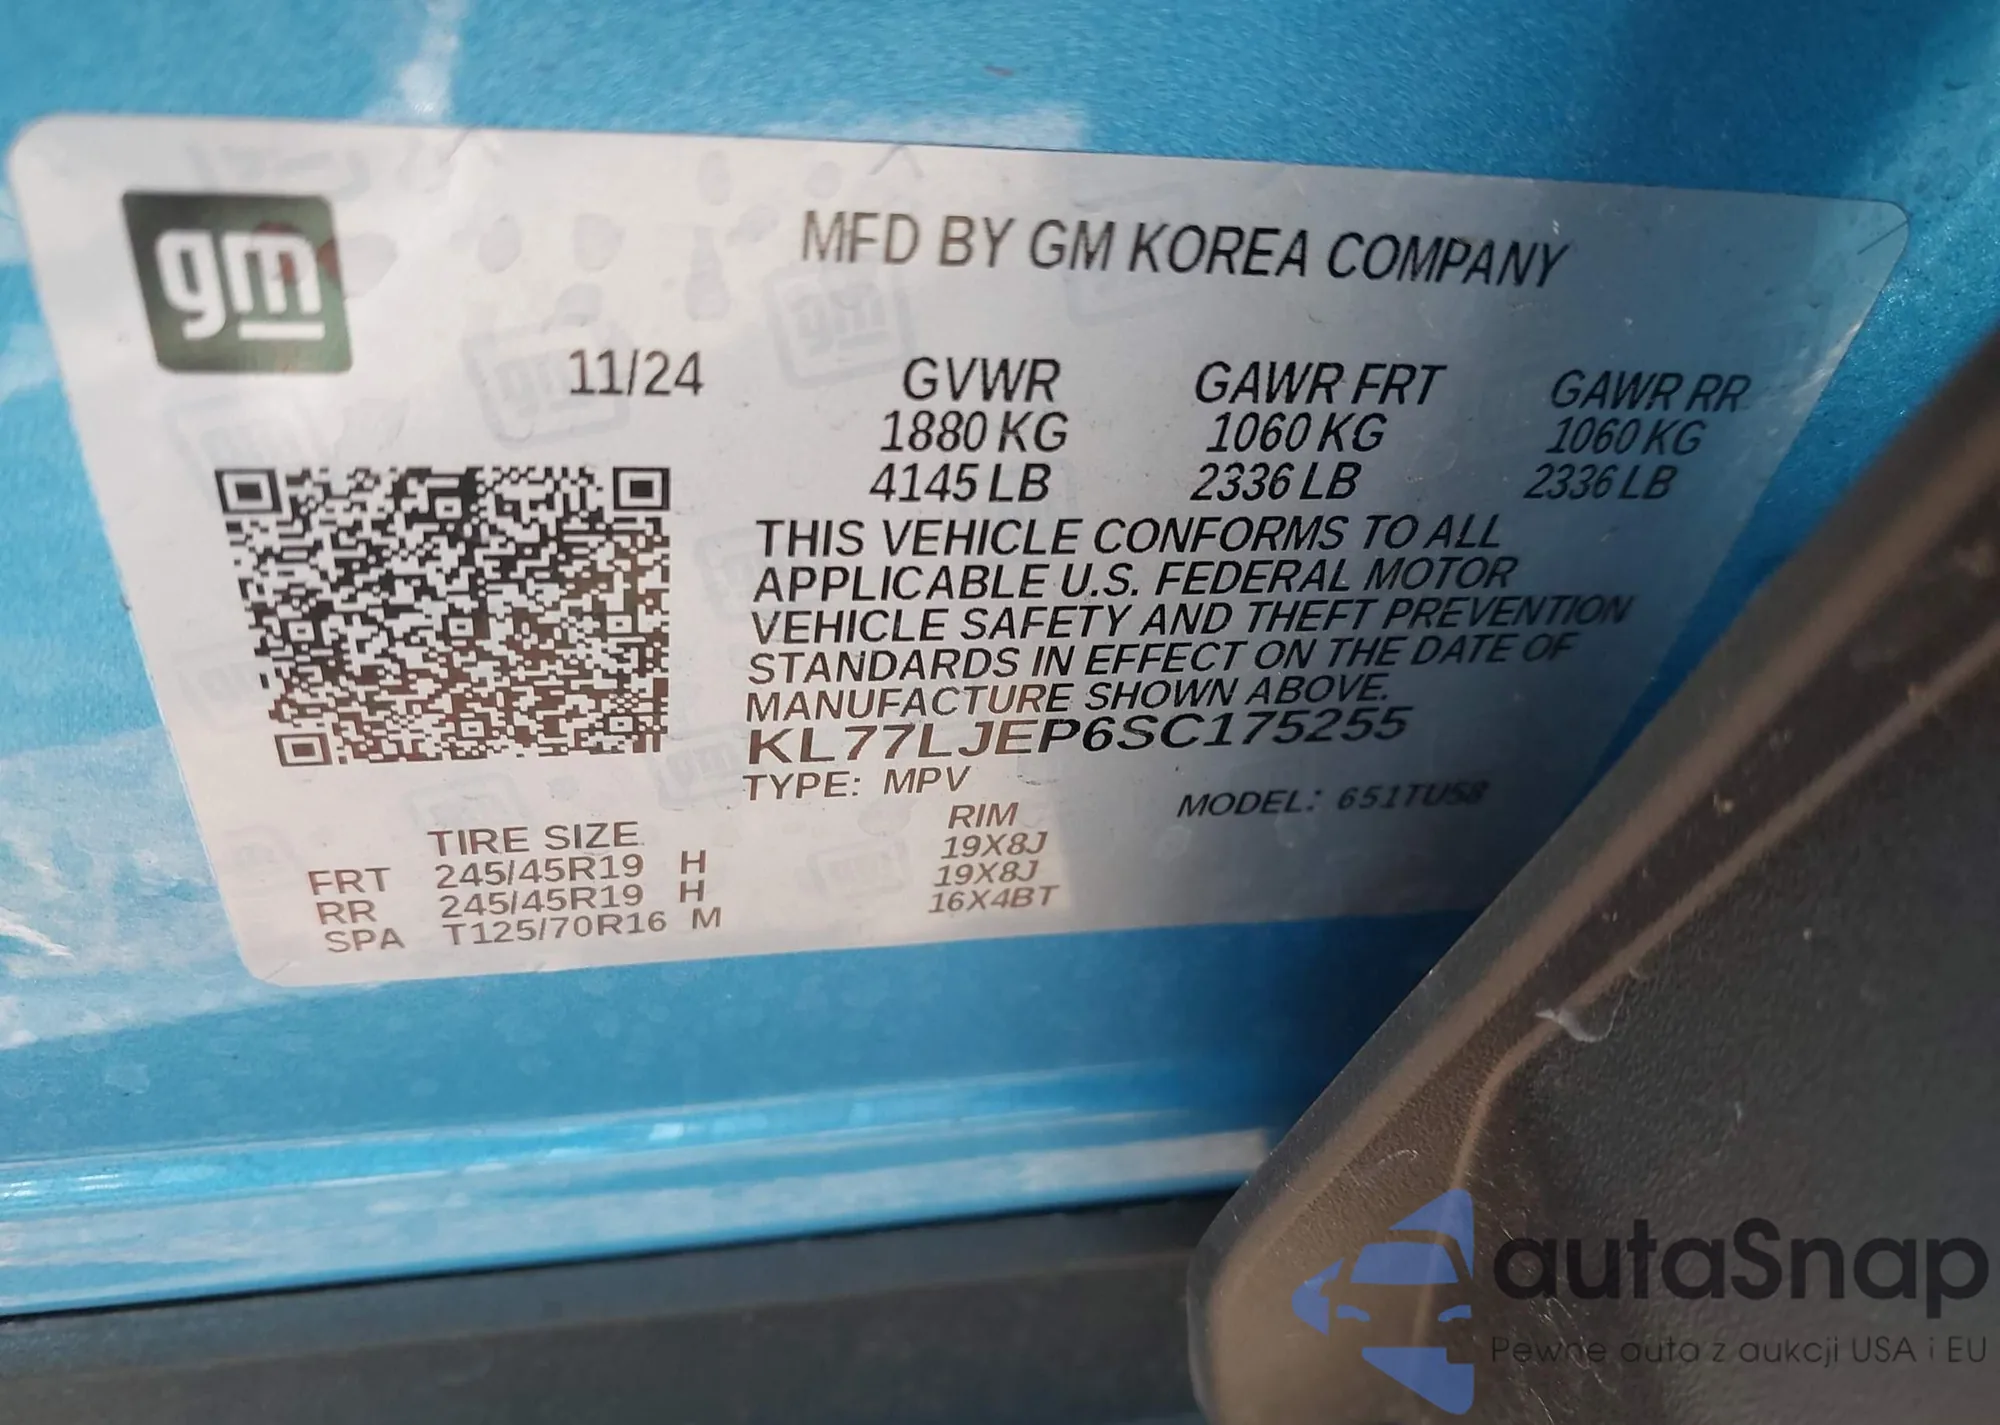 gm
MFD BY GM KOREA COMPANY
11/24 GVWR GAWR FRT GAWR RR
1880 KG 1060 KG 1060 KG
4145 LB 2336 LB 2336 LB
THIS VEHICLE CONFORMS TO ALL
APPLICABLE U.S. FEDERAL MOTOR
VEHICLE SAFETY AND THEFT PREVENTION
STANDARDS IN EFFECT ON THE DATE OF
MANUFACTURE SHOWN ABOVE.
KL77LJEP6SC175255
TYPE: MPV MODEL: 651TU58
TIRE SIZE RIM
FRT 245/45R19 H 19X8J
RR 245/45R19 H 19X8J
SPA T125/70R16 M 16X4BT
autaSnap
Pewne auta z aukcji USA i EU